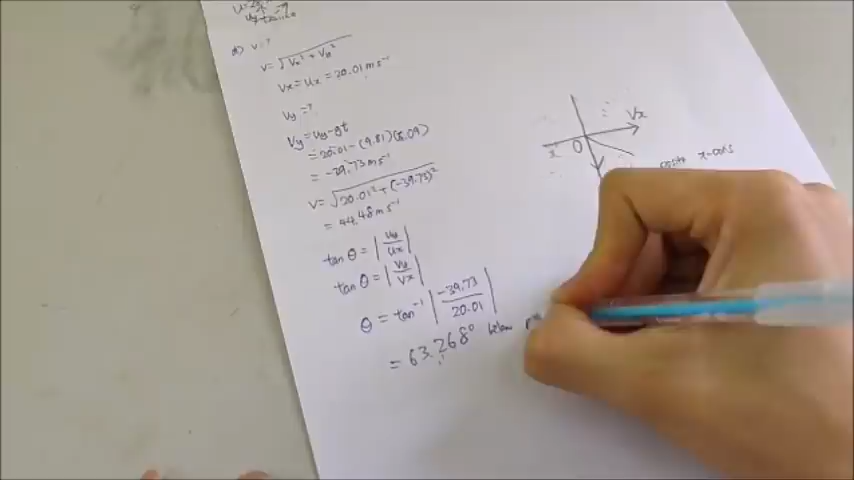 d) v = ?
v = √Vx² + Vy²
Vx = Ux = 20.01 ms⁻¹
Vy = ?
Vy = uy - gt
= 20.01 - (9.81)(6.09)
= -39.73 ms⁻¹
v = √20.01² + (-39.73)²
= 44.48 ms⁻¹
tan θ = |Vy/Ux|
tan θ = |Vy/Vx|
θ = tan⁻¹ |-39.73/20.01|
= 63.268° below
Vx
O
x-axis